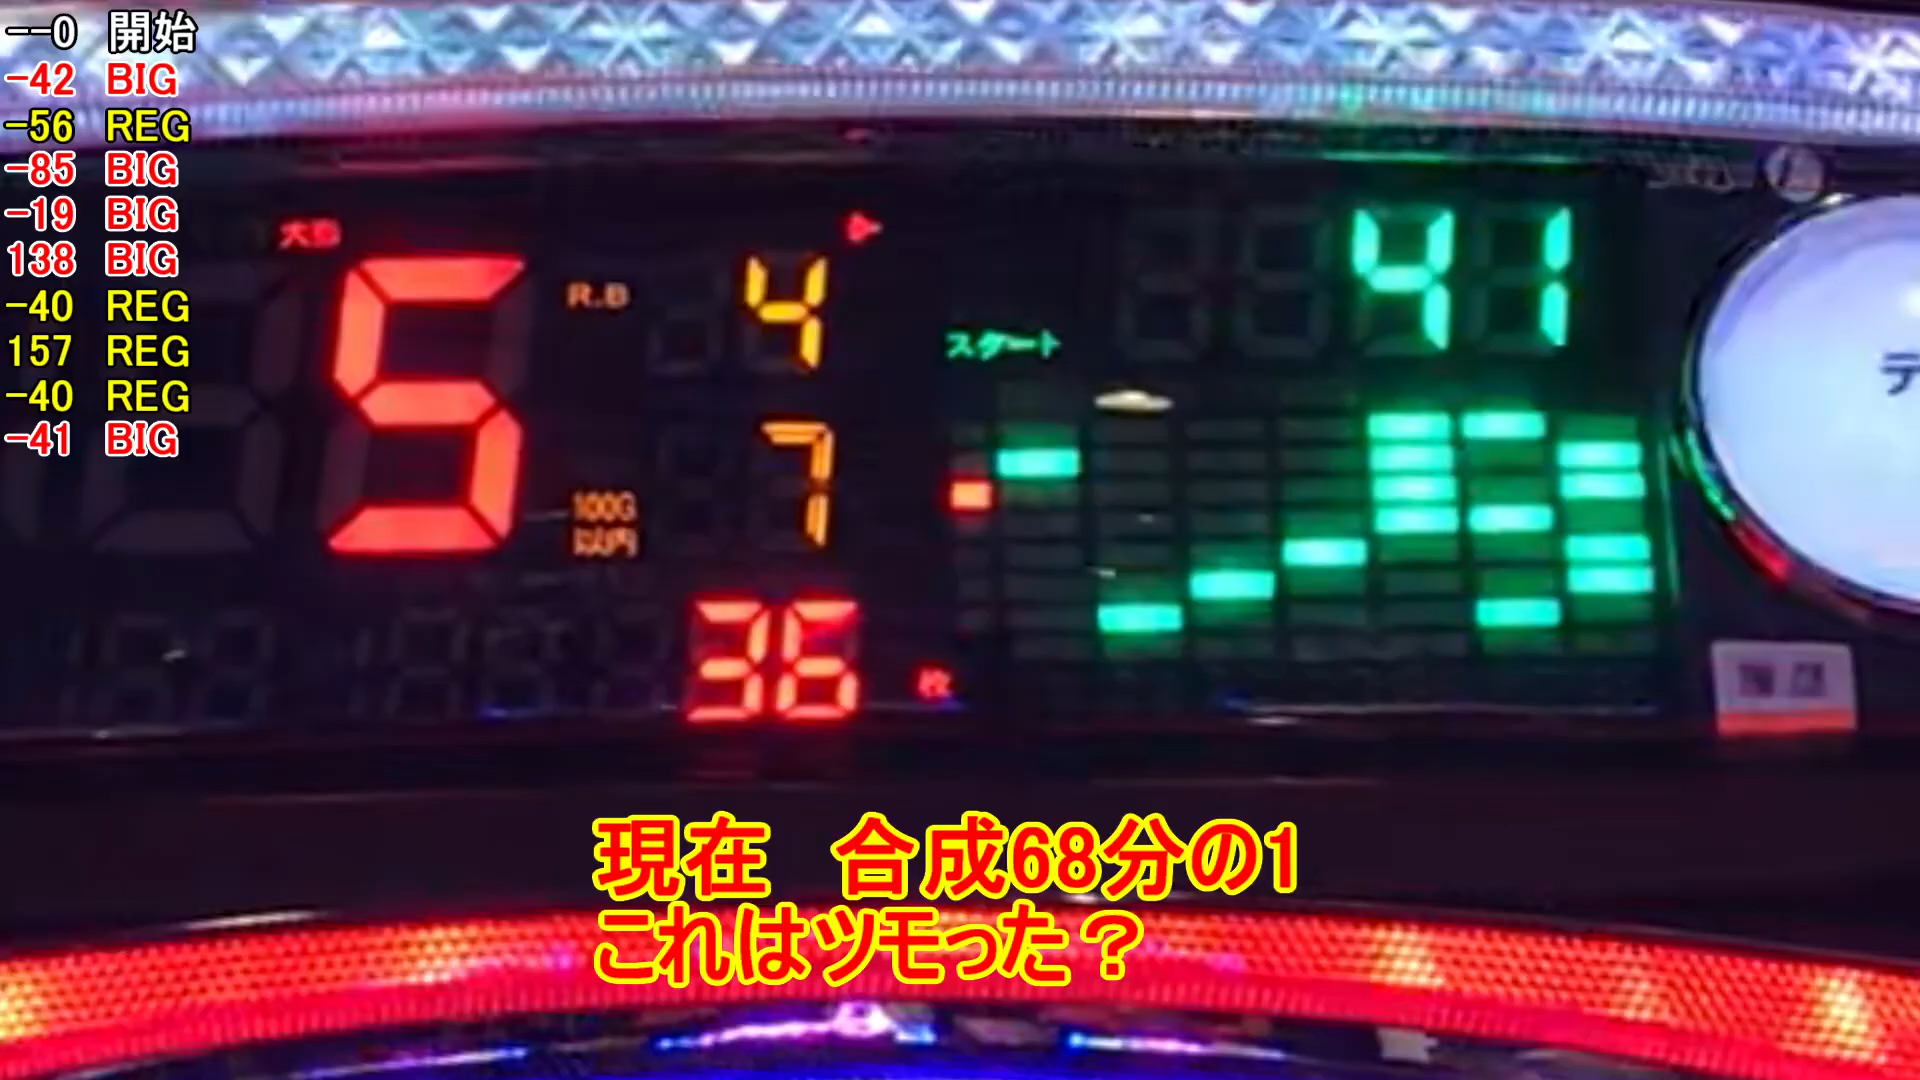 --0 開始
-42 BIG
-56 REG
-85 BIG
-19 BIG
138 BIG
-40 REG
157 REG
-40 REG
-41 BIG
5
R.B
4
100G
以内
7
36
枚
スタート
41
テ
現在 合成68分の1
これはツモった？